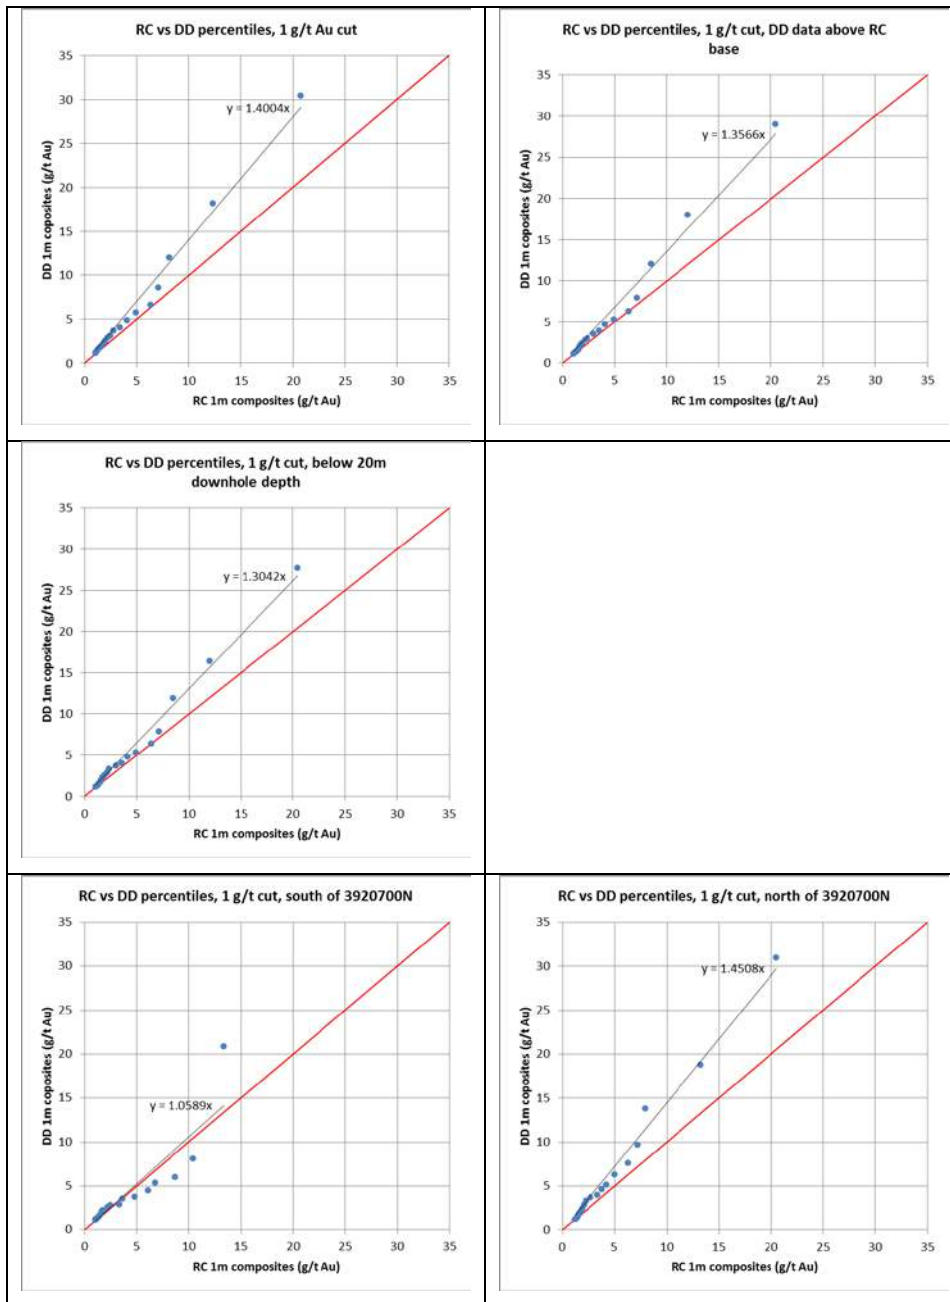 RC vs DD percentiles, 1 g/t Au cut
35
30
25
20
15
10
5
0
DD 1m coposites (g/t Au)
y = 1.4004x
0 5 10 15 20 25 30 35
RC 1m composites (g/t Au)
RC vs DD percentiles, 1 g/t cut, DD data above RC
base
35
30
25
20
15
10
5
0
DD 1m coposites (g/t Au)
y = 1.3566x
0 5 10 15 20 25 30 35
RC 1m composites (g/t Au)
RC vs DD percentiles, 1 g/t cut, below 20m
downhole depth
35
30
25
20
15
10
5
0
DD 1m coposites (g/t Au)
y = 1.3042x
0 5 10 15 20 25 30 35
RC 1m composites (g/t Au)
RC vs DD percentiles, 1 g/t cut, south of 3920700N
35
30
25
20
15
10
5
0
DD 1m coposites (g/t Au)
y = 1.0589x
0 5 10 15 20 25 30 35
RC 1m composites (g/t Au)
RC vs DD percentiles, 1 g/t cut, north of 3920700N
35
30
25
20
15
10
5
0
DD 1m coposites (g/t Au)
y = 1.4508x
0 5 10 15 20 25 30 35
RC 1m composites (g/t Au)